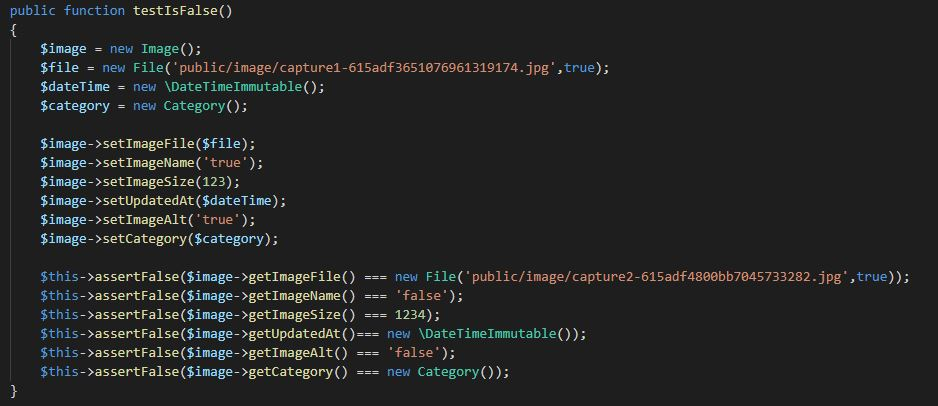 public function testIsFalse()
{
    $image = new Image();
    $file = new File('public/image/capture1-615adf3651076961319174.jpg',true);
    $dateTime = new \DateTimeImmutable();
    $category = new Category();

    $image->setImageFile($file);
    $image->setImageName('true');
    $image->setImageSize(123);
    $image->setUpdatedAt($dateTime);
    $image->setImageAlt('true');
    $image->setCategory($category);

    $this->assertFalse($image->getImageFile() === new File('public/image/capture2-615adf4800bb7045733282.jpg',true));
    $this->assertFalse($image->getImageName() === 'false');
    $this->assertFalse($image->getImageSize() === 1234);
    $this->assertFalse($image->getUpdatedAt()=== new \DateTimeImmutable());
    $this->assertFalse($image->getImageAlt() === 'false');
    $this->assertFalse($image->getCategory() === new Category());
}